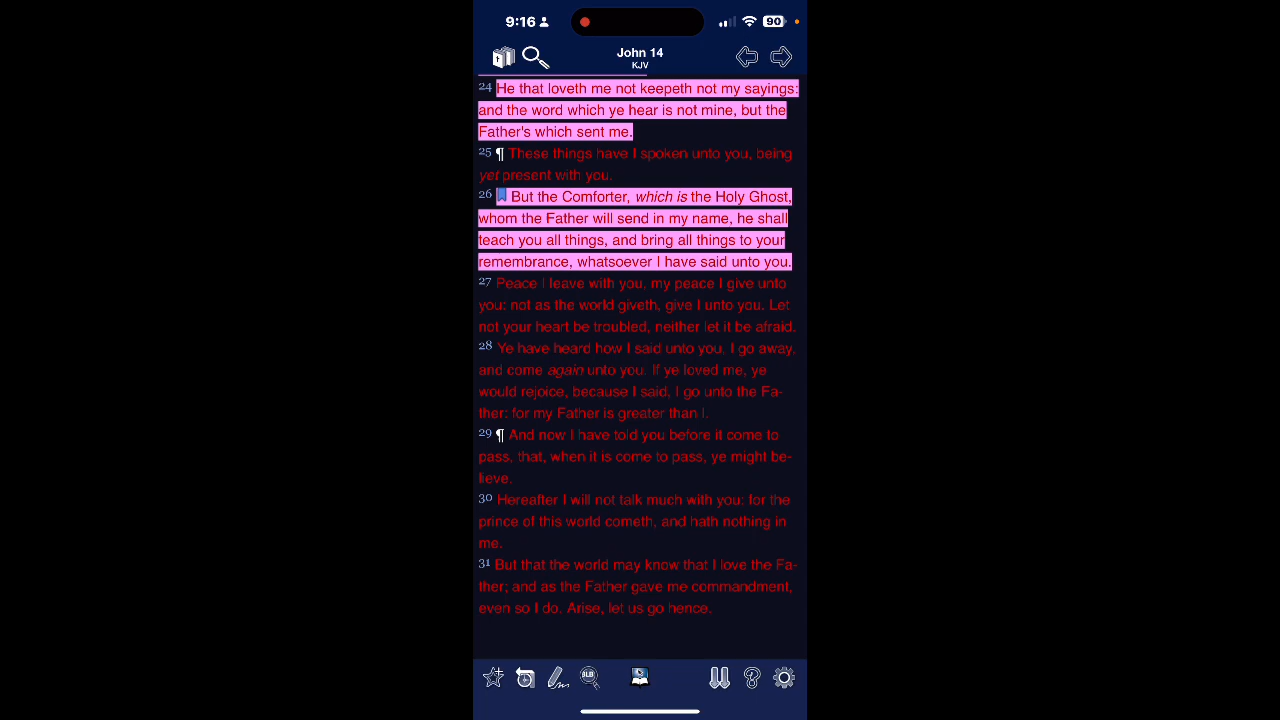 9:16
90
John 14
KJV
24 He that loveth me not keepeth not my sayings:
and the word which ye hear is not mine, but the
Father's which sent me.
25 ¶ These things have I spoken unto you, being
yet present with you.
26 But the Comforter, which is the Holy Ghost,
whom the Father will send in my name, he shall
teach you all things, and bring all things to your
remembrance, whatsoever I have said unto you.
27 Peace I leave with you, my peace I give unto
you: not as the world giveth, give I unto you. Let
not your heart be troubled, neither let it be afraid.
28 Ye have heard how I said unto you, I go away,
and come again unto you. If ye loved me, ye
would rejoice, because I said, I go unto the Fa-
ther: for my Father is greater than I.
29 ¶ And now I have told you before it come to
pass, that, when it is come to pass, ye might be-
lieve.
30 Hereafter I will not talk much with you: for the
prince of this world cometh, and hath nothing in
me.
31 But that the world may know that I love the Fa-
ther; and as the Father gave me commandment,
even so I do. Arise, let us go hence.
BLB